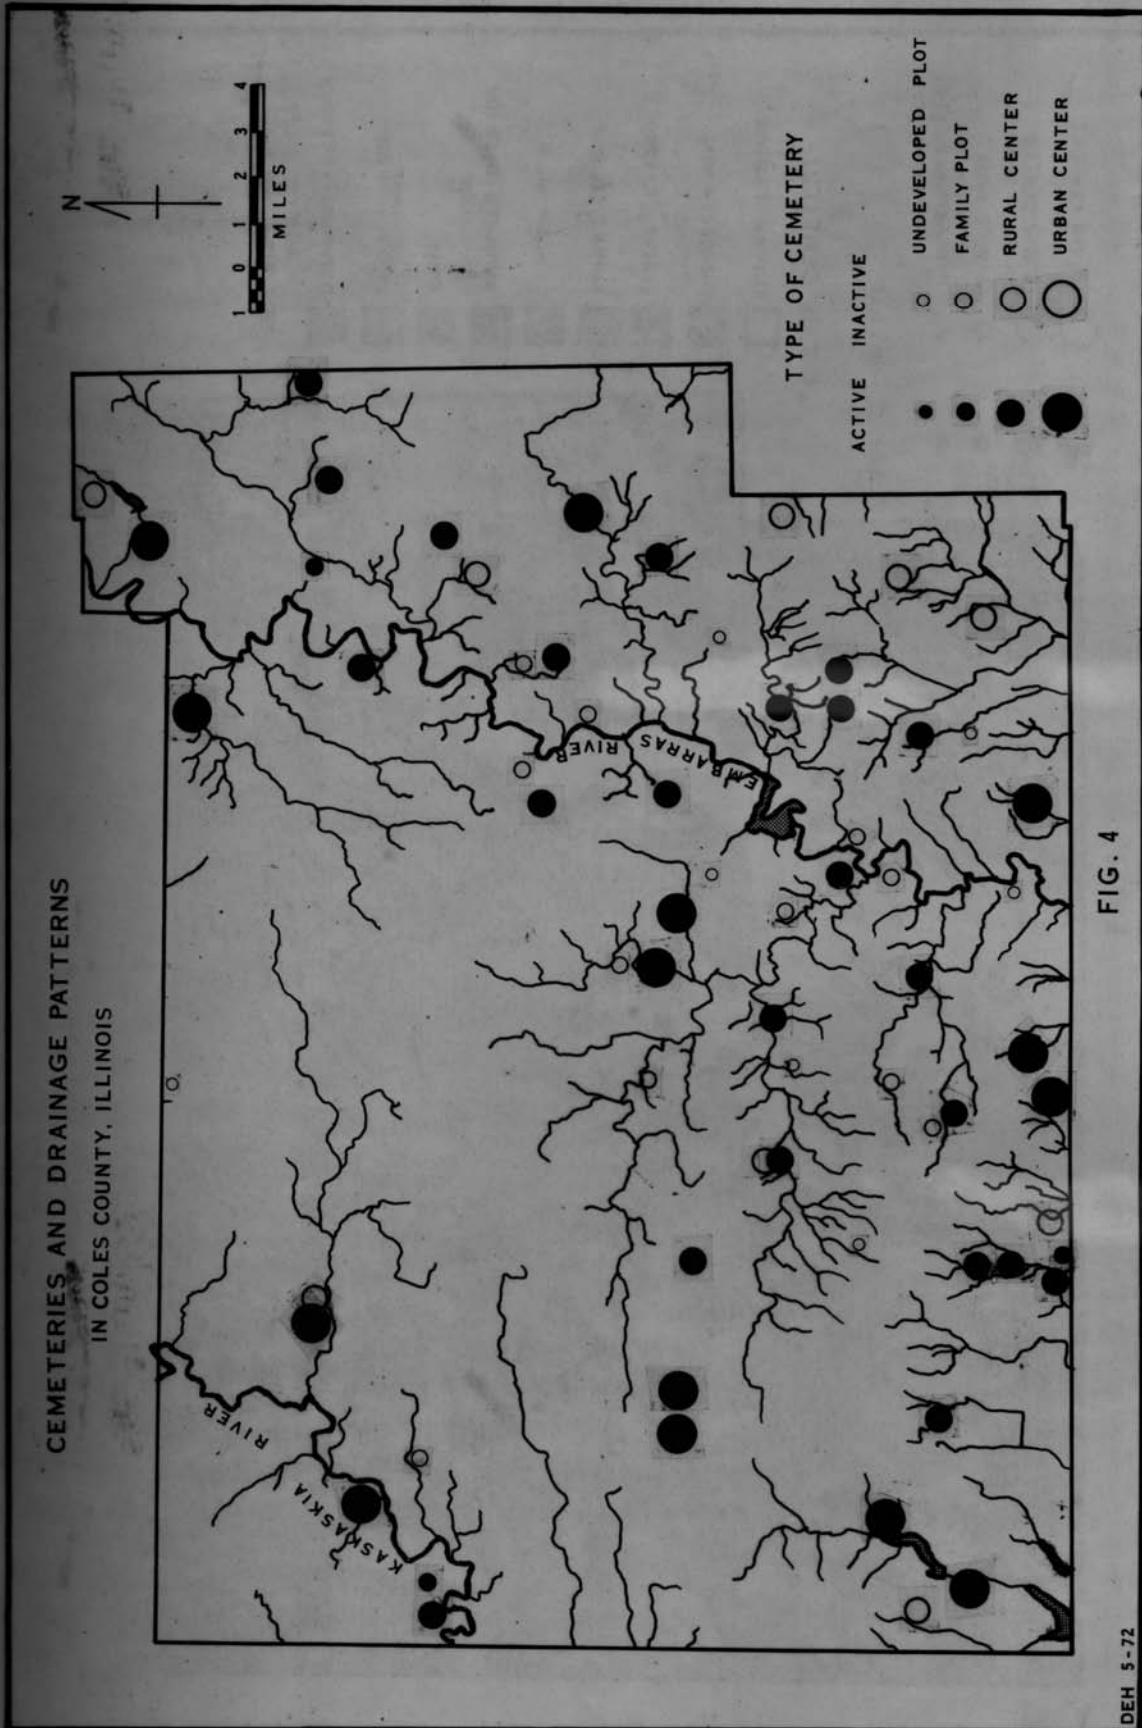 CEMETERIES AND DRAINAGE PATTERNS
IN COLES COUNTY, ILLINOIS
N
1 0 1 2 3 4
MILES
KASKASKIA
RIVER
EMBARRAS
RIVER
TYPE OF CEMETERY
ACTIVE INACTIVE
UNDEVELOPED PLOT
FAMILY PLOT
RURAL CENTER
URBAN CENTER
FIG. 4
DEH 5-72